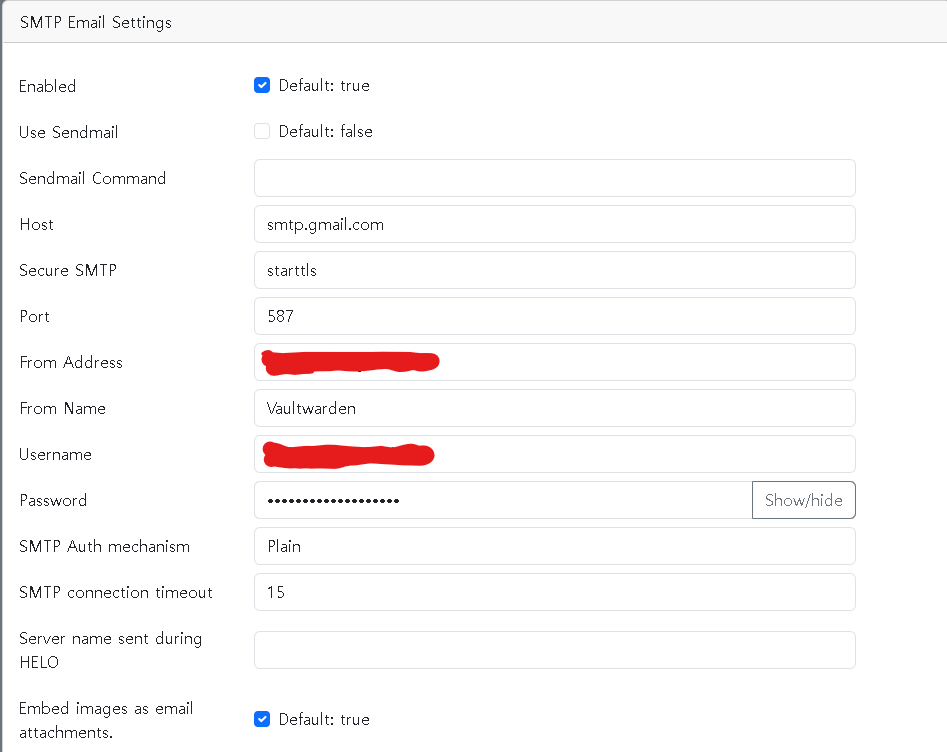 SMTP Email Settings
Enabled
Default: true
Use Sendmail
Default: false
Sendmail Command
Host
smtp.gmail.com
Secure SMTP
starttls
Port
587
From Address
From Name
Vaultwarden
Username
Password
•••••••••••••••••••
Show/hide
SMTP Auth mechanism
Plain
SMTP connection timeout
15
Server name sent during
HELO
Embed images as email
attachments.
Default: true